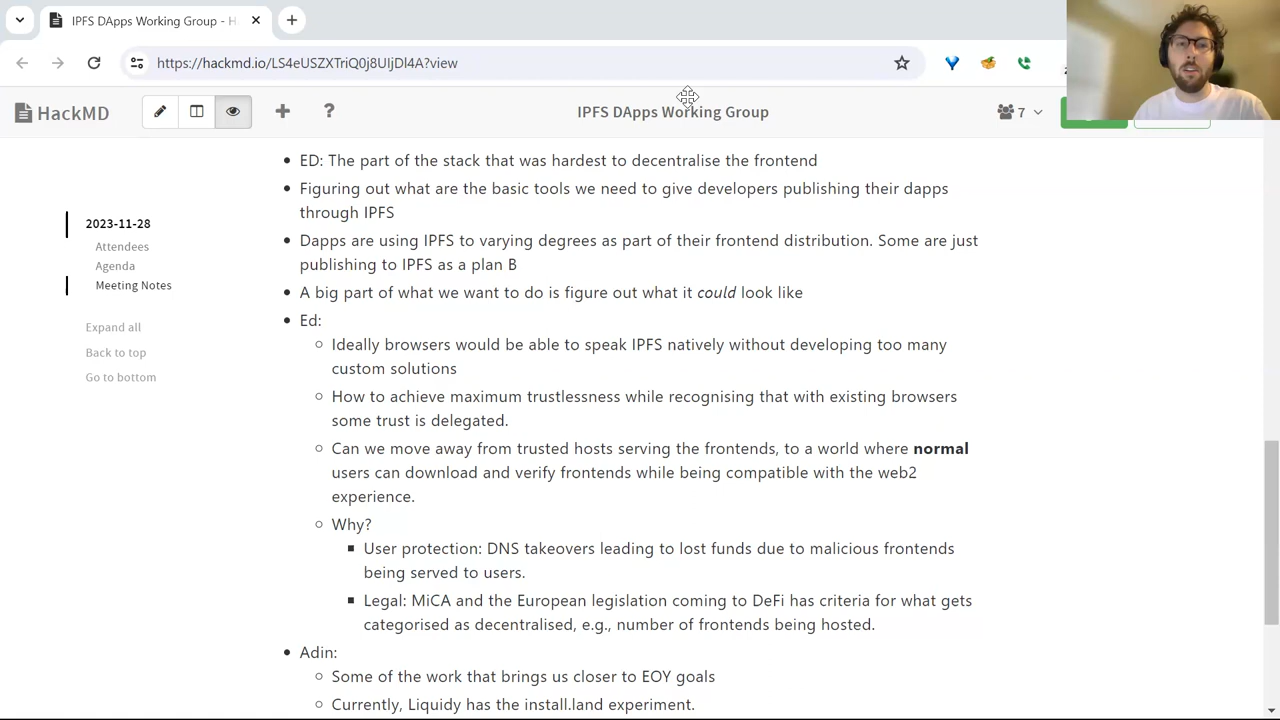 IPFS DApps Working Group - H
https://hackmd.io/LS4eUSZXTriQ0j8UIjDl4A?view
HackMD
IPFS DApps Working Group
7
2023-11-28
Attendees
Agenda
Meeting Notes
Expand all
Back to top
Go to bottom
ED: The part of the stack that was hardest to decentralise the frontend
Figuring out what are the basic tools we need to give developers publishing their dapps
through IPFS
Dapps are using IPFS to varying degrees as part of their frontend distribution. Some are just
publishing to IPFS as a plan B
A big part of what we want to do is figure out what it could look like
Ed:
Ideally browsers would be able to speak IPFS natively without developing too many
custom solutions
How to achieve maximum trustlessness while recognising that with existing browsers
some trust is delegated.
Can we move away from trusted hosts serving the frontends, to a world where normal
users can download and verify frontends while being compatible with the web2
experience.
Why?
User protection: DNS takeovers leading to lost funds due to malicious frontends
being served to users.
Legal: MiCA and the European legislation coming to DeFi has criteria for what gets
categorised as decentralised, e.g., number of frontends being hosted.
Adin:
Some of the work that brings us closer to EOY goals
Currently, Liquidy has the install.land experiment.